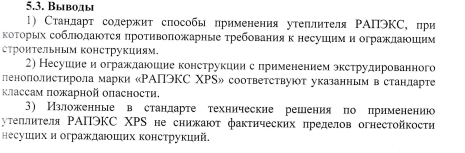 5.3. Выводы
1) Стандарт содержит способы применения утеплителя РАПЭКС, при
которых соблюдаются противопожарные требования к несущим и ограждающим
строительным конструкциям.
2) Несущие и ограждающие конструкции с применением экструдированного
пенополистирола марки «РАПЭКС XPS» соответствуют указанным в стандарте
классам пожарной опасности.
3) Изложенные в стандарте технические решения по применению
утеплителя РАПЭКС XPS не снижают фактических пределов огнестойкости
несущих и ограждающих конструкций.